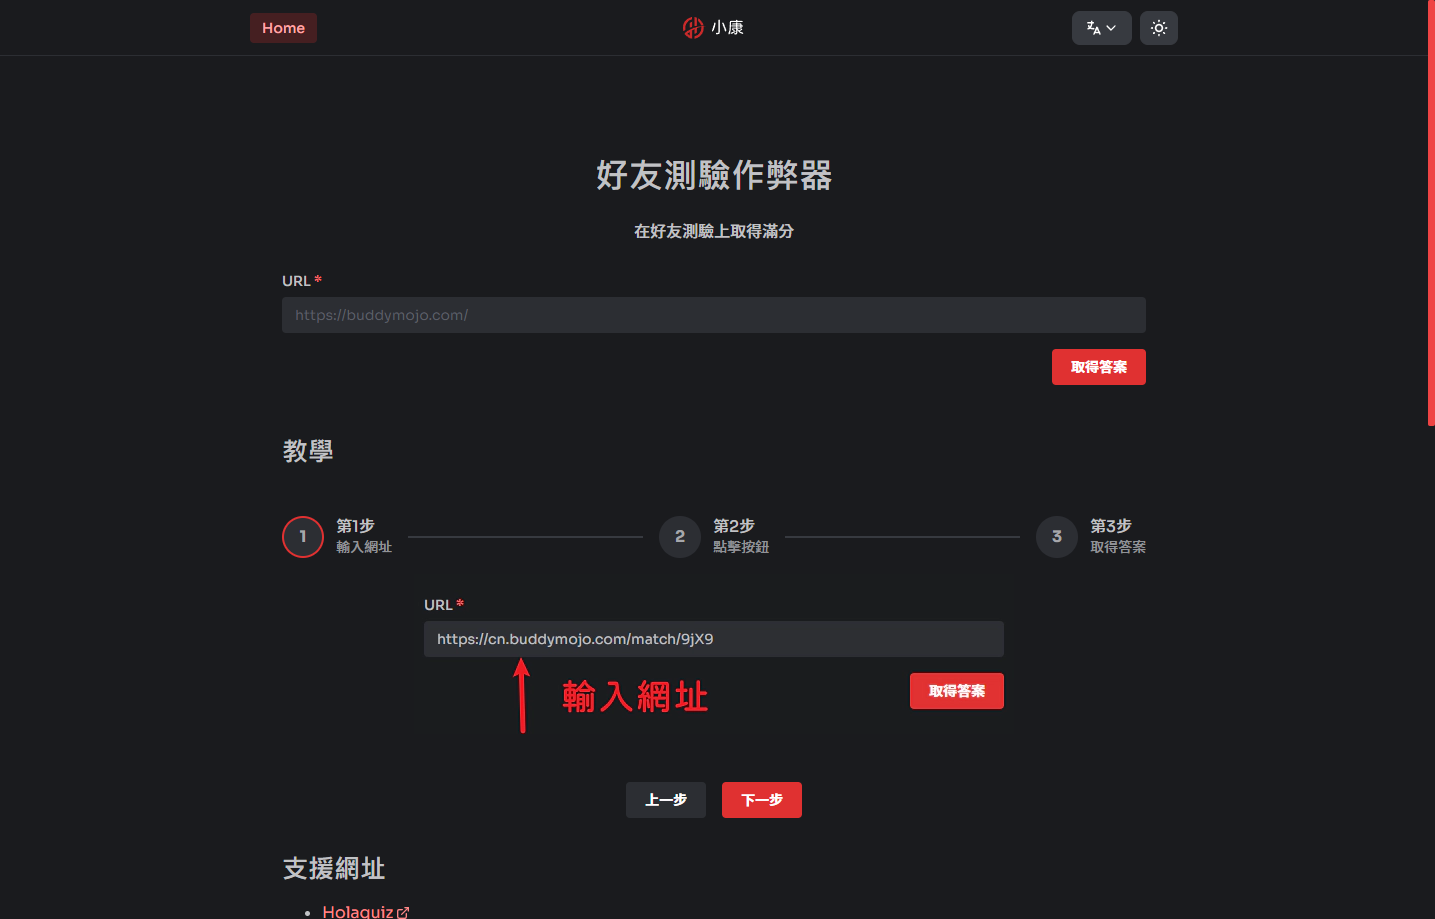 Home
小康
好友測驗作弊器
在好友測驗上取得滿分
URL *
https://buddymojo.com/
取得答案
教學
1
第1步
輸入網址
2
第2步
點擊按鈕
3
第3步
取得答案
URL *
https://cn.buddymojo.com/match/9jX9
輸入網址
取得答案
上一步
下一步
支援網址
• Holaquiz